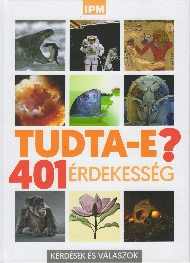 IPM
TUDTA-E?
401 ÉRDEKESSÉG
KÉRDÉSEK ÉS VÁLASZOK